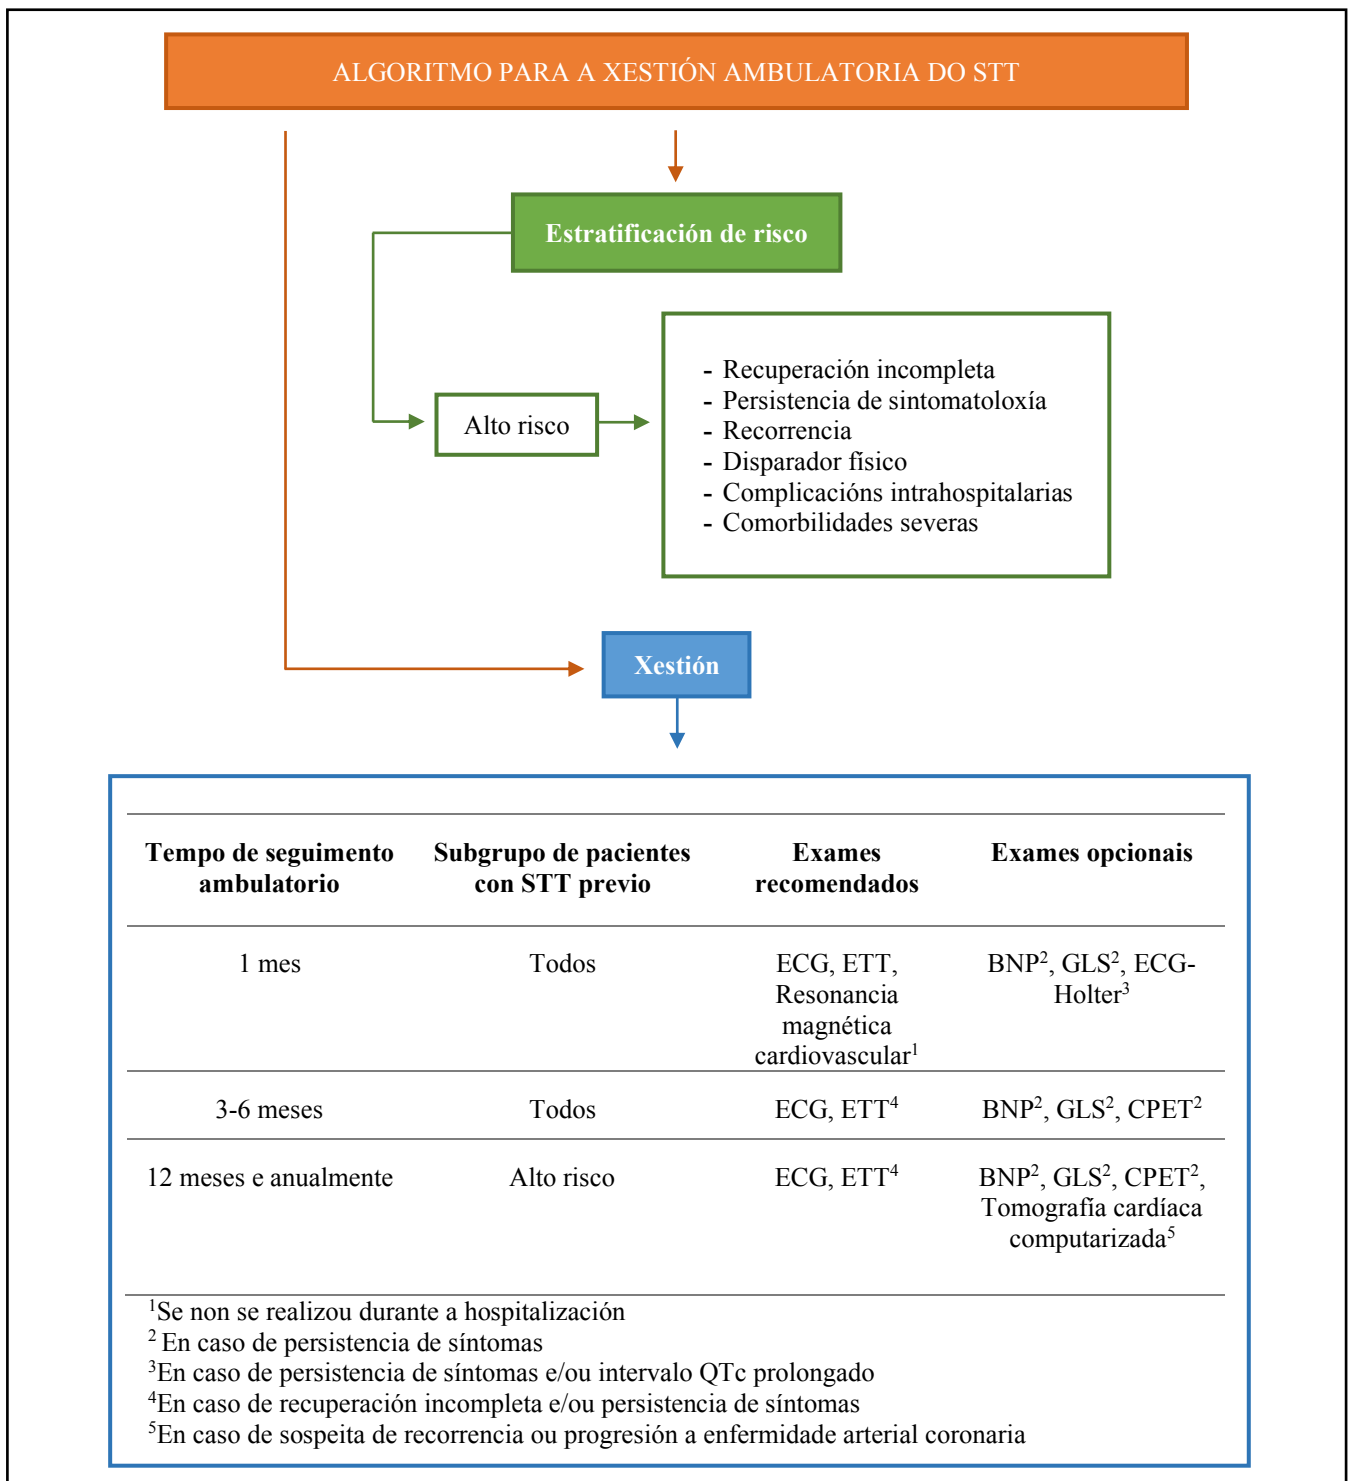 ALGORITMO PARA A XESTIÓN AMBULATORIA DO STT
Estratificación de risco
Alto risco
- Recuperación incompleta
- Persistencia de sintomatoloxía
- Recorrencia
- Disparador físico
- Complicacións intrahospitalarias
- Comorbilidades severas
Xestión
Tempo de seguimento ambulatorio
Subgrupo de pacientes con STT previo
Exames recomendados
Exames opcionais
1 mes
Todos
ECG, ETT,
Resonancia
magnética
cardiovascular¹
BNP², GLS², ECG-
Holter³
3-6 meses
Todos
ECG, ETT⁴
BNP², GLS², CPET²
12 meses e anualmente
Alto risco
ECG, ETT⁴
BNP², GLS², CPET²,
Tomografía cardíaca
computarizada⁵
¹Se non se realizou durante a hospitalización
² En caso de persistencia de síntomas
³En caso de persistencia de síntomas e/ou intervalo QTc prolongado
⁴En caso de recuperación incompleta e/ou persistencia de síntomas
⁵En caso de sospeita de recorrencia ou progresión a enfermidade arterial coronaria